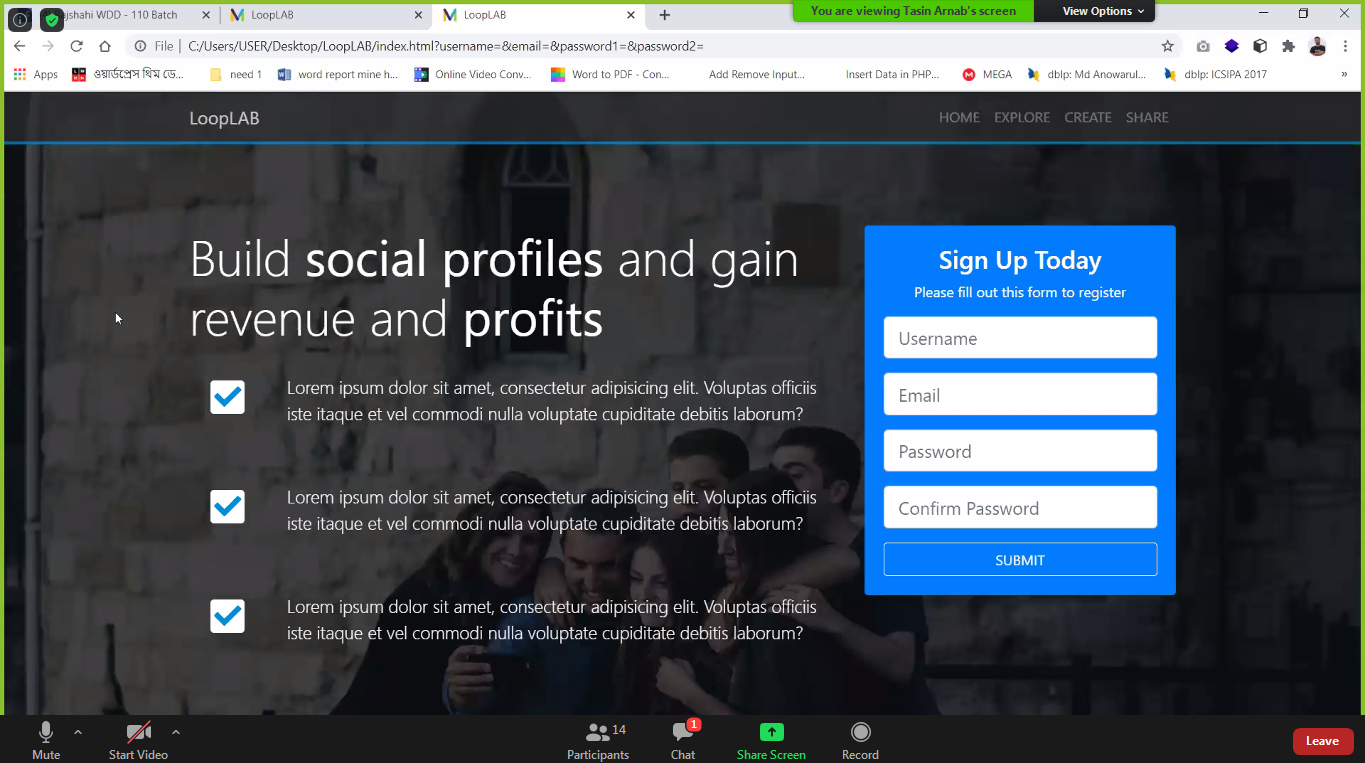 ajshahi WDD - 110 Batch
LoopLAB
LoopLAB
You are viewing Tasin Arnab's screen
View Options
File
C:/Users/USER/Desktop/LoopLAB/index.html?username=&email=&password1=&password2=
Apps
ওয়ার্ডপ্রেস থিম ডে...
need 1
word report mine h...
Online Video Conv...
Word to PDF - Con...
Add Remove Input...
Insert Data in PHP...
MEGA
dblp: Md Anowarul...
dblp: ICSIPA 2017
»
LoopLAB
HOME EXPLORE CREATE SHARE
Build social profiles and gain
revenue and profits
Lorem ipsum dolor sit amet, consectetur adipisicing elit. Voluptas officiis
iste itaque et vel commodi nulla voluptate cupiditate debitis laborum?
Lorem ipsum dolor sit amet, consectetur adipisicing elit. Voluptas officiis
iste itaque et vel commodi nulla voluptate cupiditate debitis laborum?
Lorem ipsum dolor sit amet, consectetur adipisicing elit. Voluptas officiis
iste itaque et vel commodi nulla voluptate cupiditate debitis laborum?
Sign Up Today
Please fill out this form to register
Username
Email
Password
Confirm Password
SUBMIT
Mute
Start Video
14
Participants
1
Chat
Share Screen
Record
Leave